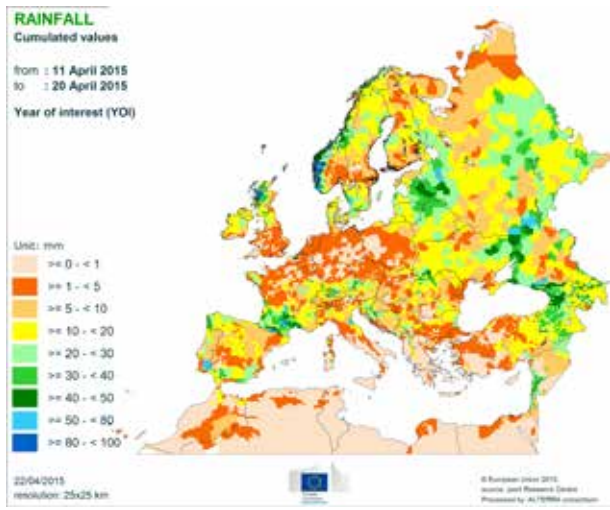 RAINFALL
Cumulated values
from : 11 April 2015
to : 20 April 2015
Year of interest (YOI)
Unit: mm
>= 0 - < 1
>= 1 - < 5
>= 5 - < 10
>= 10 - < 20
>= 20 - < 30
>= 30 - < 40
>= 40 - < 50
>= 50 - < 80
>= 80 - < 100
22/04/2015
resolution: 25x25 km
© European Union 2015
source: Joint Research Centre
Processed by ALTERRA consortium